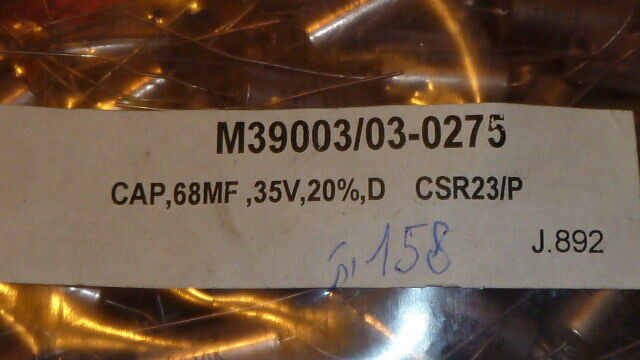 M39003/03-0275
CAP,68MF ,35V,20%,D CSR23/P
J.892
158